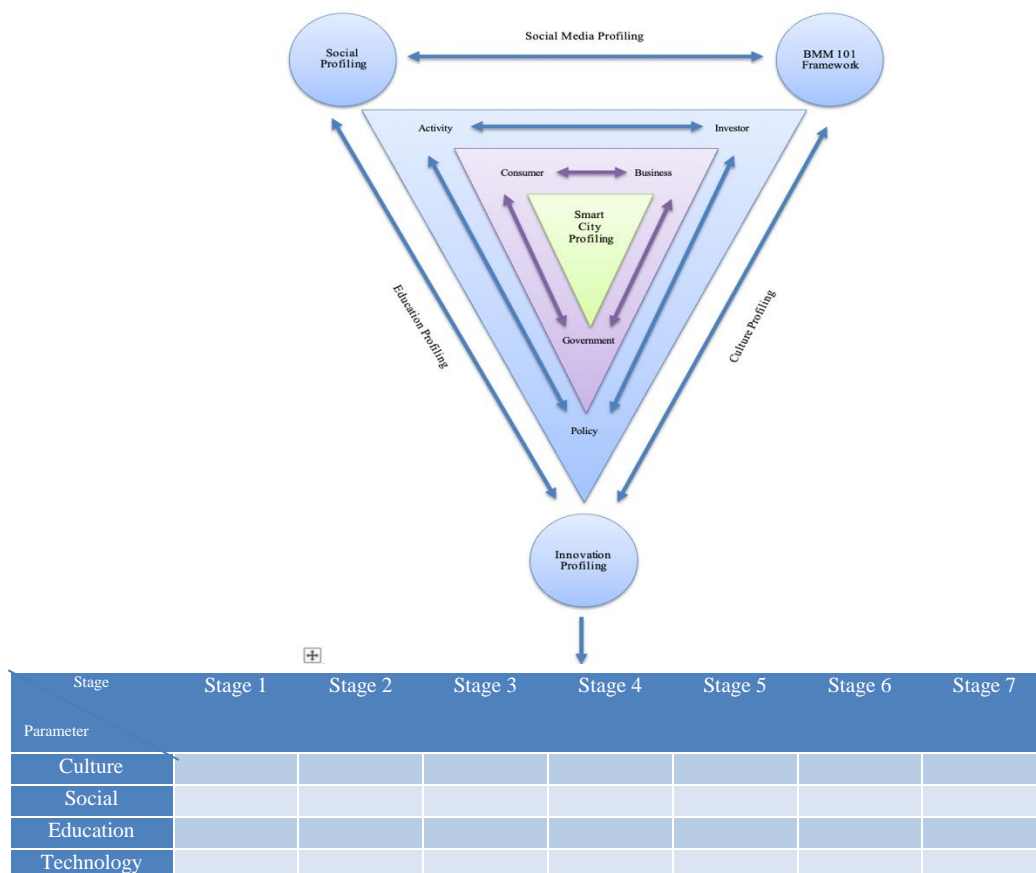 Social Media Profiling
Social
Profiling
BMM 101
Framework
Activity
Investor
Consumer
Business
Smart
City
Profiling
Education Profiling
Culture Profiling
Government
Policy
Innovation
Profiling
Stage
Stage 1
Stage 2
Stage 3
Stage 4
Stage 5
Stage 6
Stage 7
Parameter
Culture
Social
Education
Technology